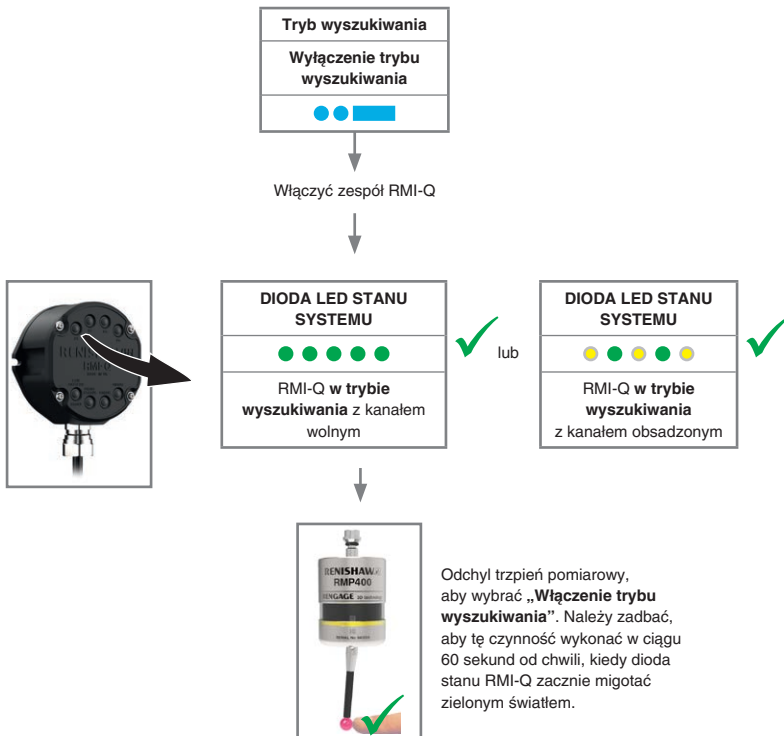 Tryb wyszukiwania
Wyłączenie trybu
wyszukiwania
Włączyć zespół RMI-Q
RENISHAW
DIODA LED STANU
SYSTEMU
RMI-Q w trybie
wyszukiwania z kanałem
wolnym
lub
DIODA LED STANU
SYSTEMU
RMI-Q w trybie
wyszukiwania
z kanałem obsadzonym
RENISHAW
RMP400
RENGAGE
Odchyl trzpień pomiarowy,
aby wybrać „Włączenie trybu
wyszukiwania”. Należy zadbać,
aby tę czynność wykonać w ciągu
60 sekund od chwili, kiedy dioda
stanu RMI-Q zacznie migotać
zielonym światłem.